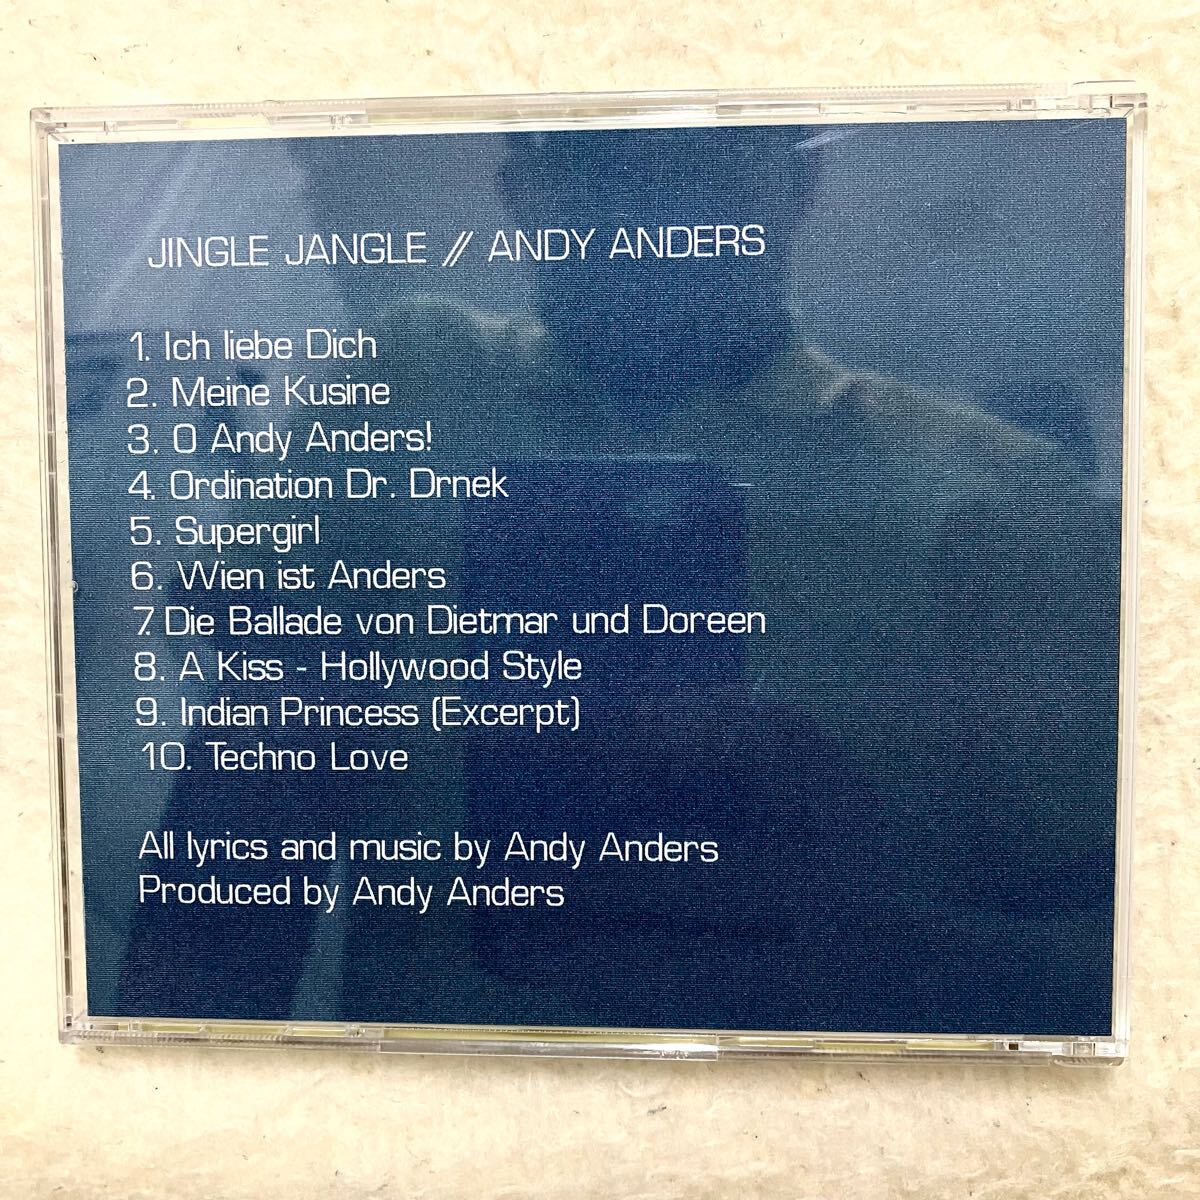 JINGLE JANGLE // ANDY ANDERS
1. Ich liebe Dich
2. Meine Kusine
3. O Andy Anders!
4. Ordination Dr. Drnek
5. Supergirl
6. Wien ist Anders
7. Die Ballade von Dietmar und Doreen
8. A Kiss - Hollywood Style
9. Indian Princess (Excerpt)
10. Techno Love
All lyrics and music by Andy Anders
Produced by Andy Anders